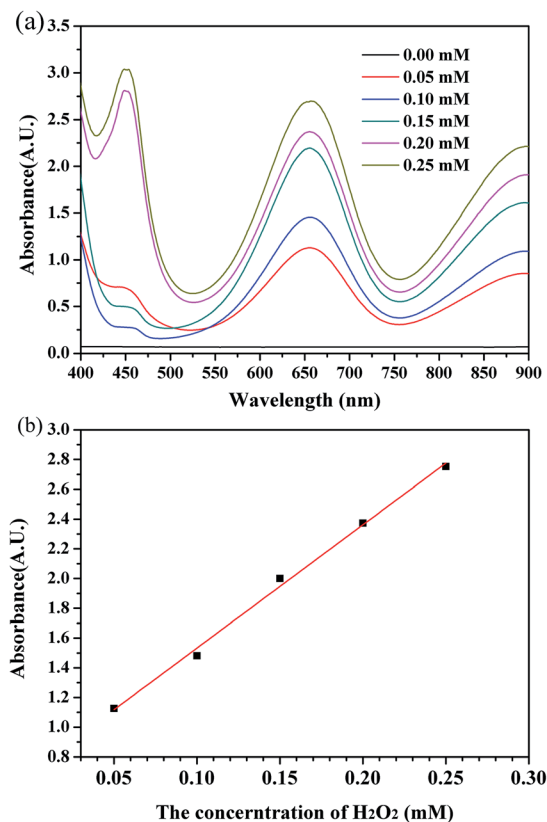 (a)
Absorbance(A.U.)
3.5
3.0
2.5
2.0
1.5
1.0
0.5
0.0
0.00 mM
0.05 mM
0.10 mM
0.15 mM
0.20 mM
0.25 mM
400 450 500 550 600 650 700 750 800 850 900
Wavelength (nm)
(b)
Absorbance(A.U.)
3.0
2.8
2.6
2.4
2.2
2.0
1.8
1.6
1.4
1.2
1.0
0.8
0.05 0.10 0.15 0.20 0.25 0.30
The concerntration of H2O2 (mM)